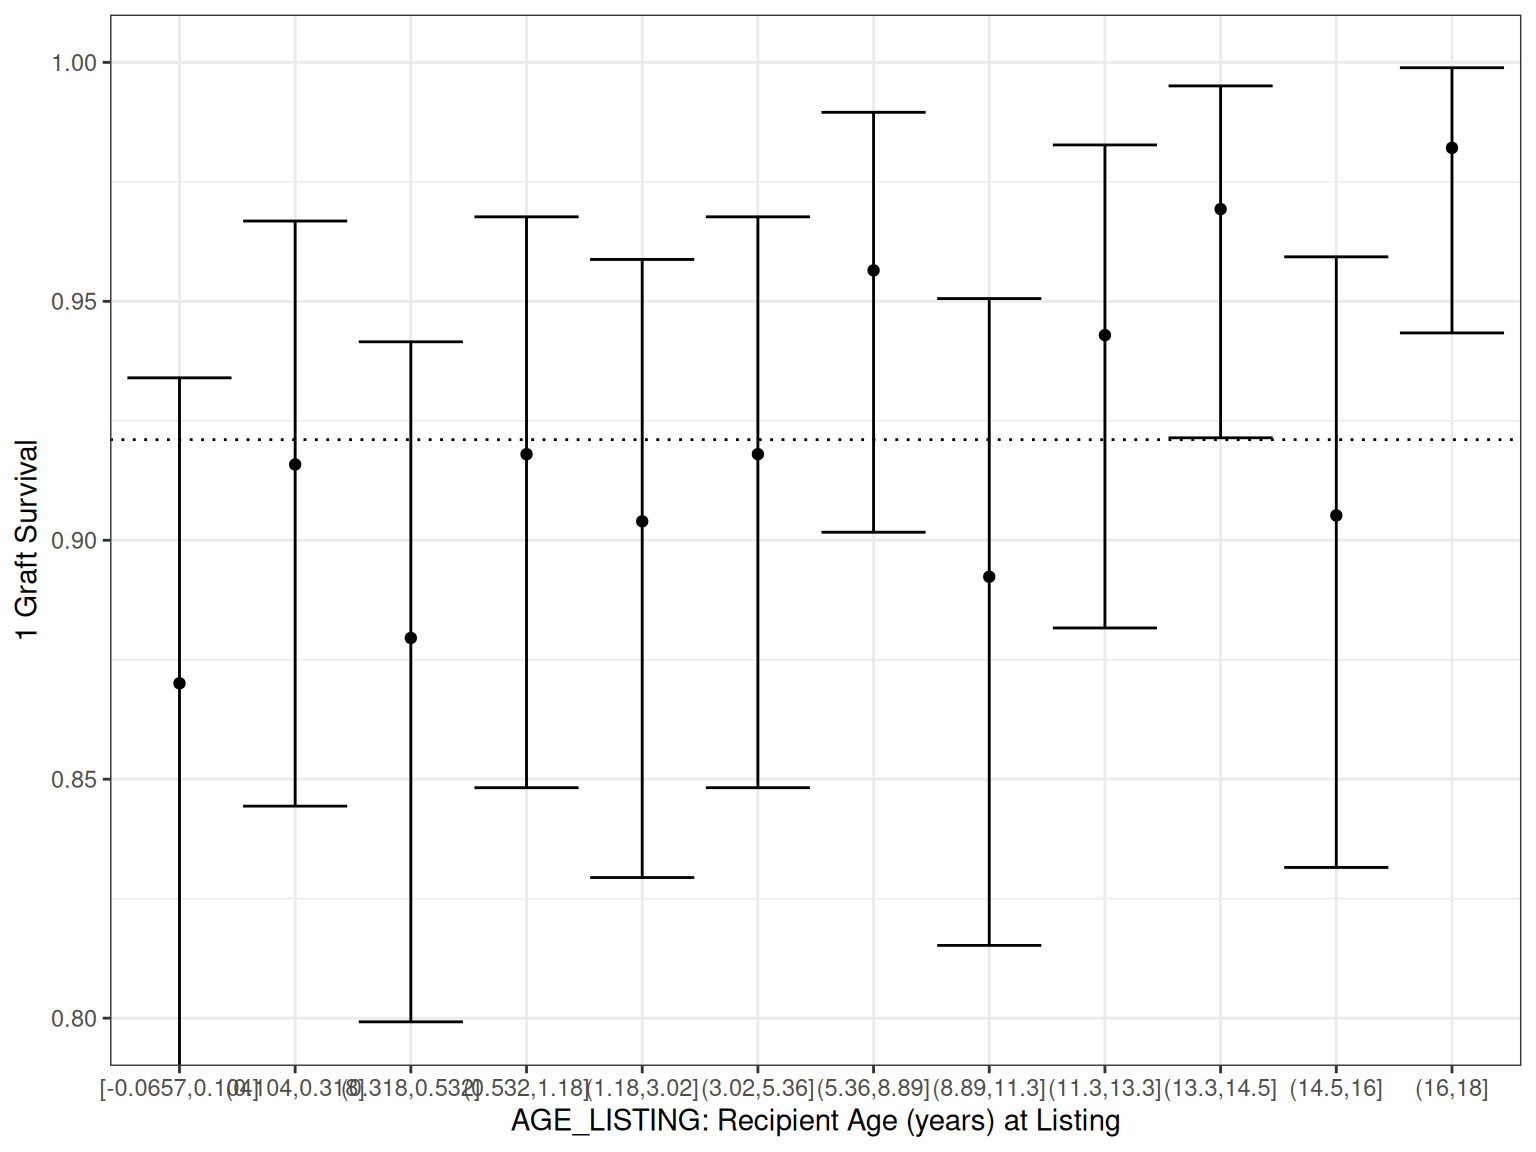 1.00
0.95
0.90
0.85
0.80
1 Graft Survival
[-0.0657,0.104] (0.104,0.318] (0.318,0.532] (0.532,1.18] (1.18,3.02] (3.02,5.36] (5.36,8.89] (8.89,11.3] (11.3,13.3] (13.3,14.5] (14.5,16] (16,18]
AGE_LISTING: Recipient Age (years) at Listing